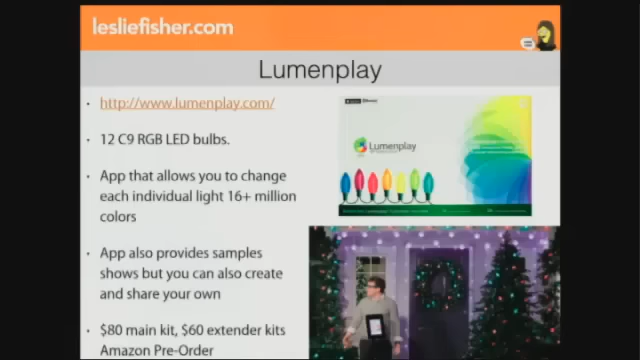 lesliefisher.com
Lumenplay
http://www.lumenplay.com/
12 C9 RGB LED bulbs.
App that allows you to change
each individual light 16+ million
colors
App also provides samples
shows but you can also create
and share your own
$80 main kit, $60 extender kits
Amazon Pre-Order
Lumenplay